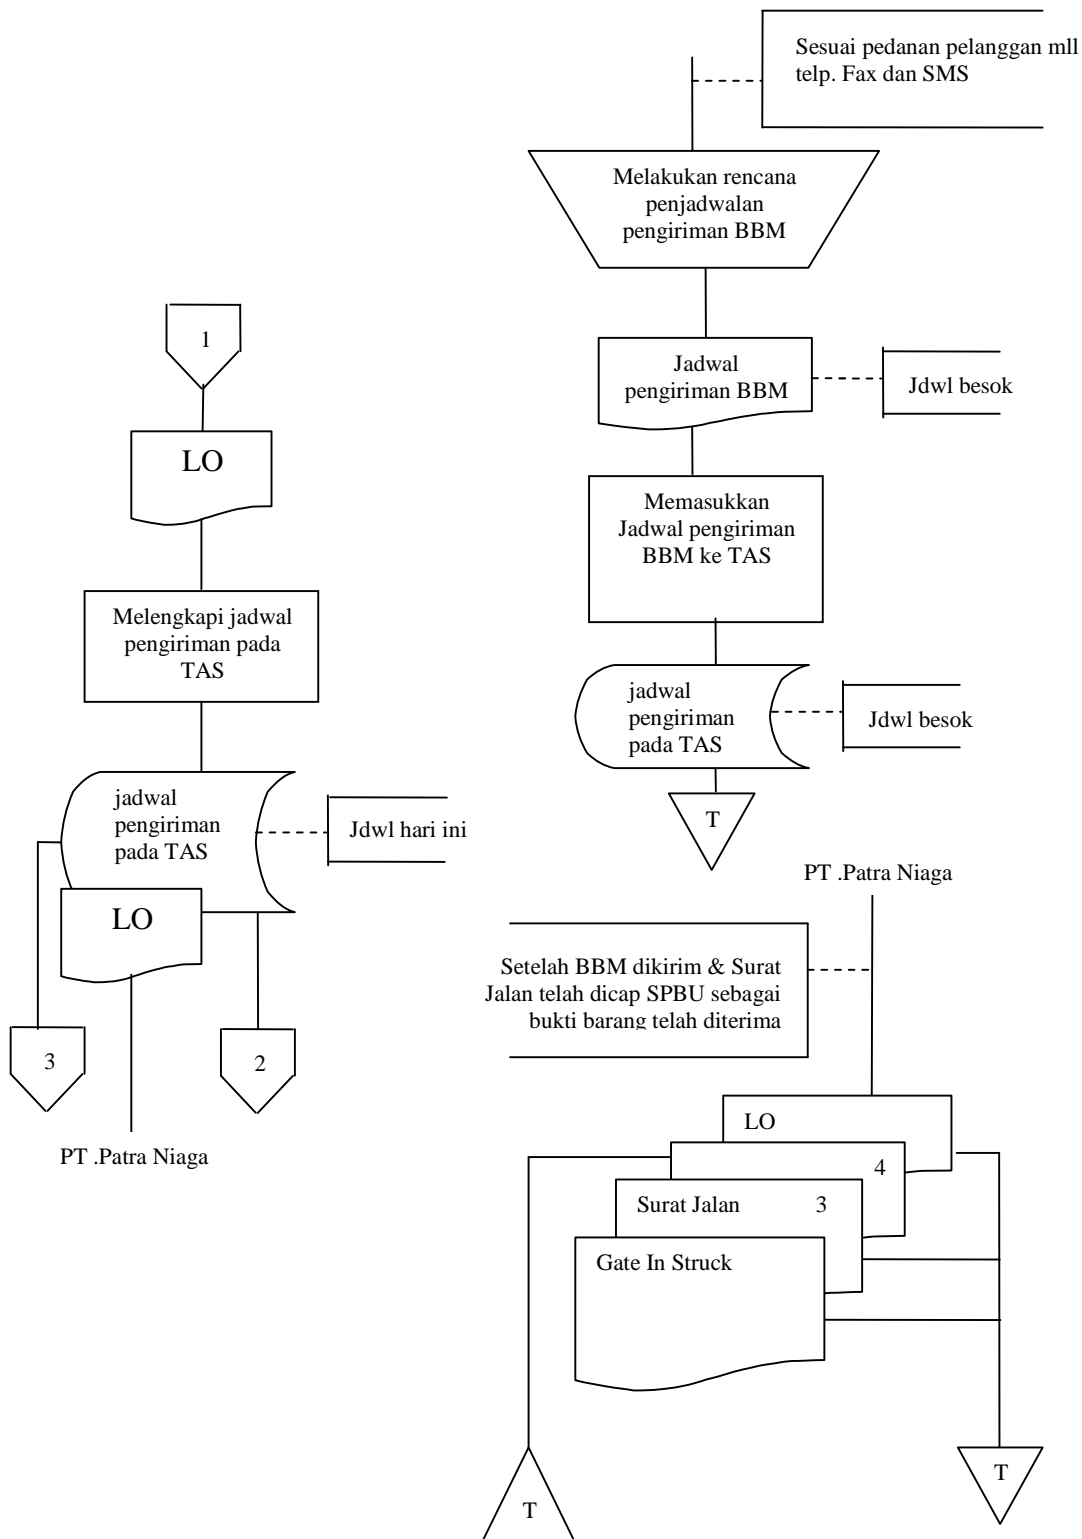 Sesuai pedanan pelanggan mll
telp. Fax dan SMS
Melakukan rencana
penjadwalan
pengiriman BBM
Jadwal
pengiriman BBM
Jdwl besok
Memasukkan
Jadwal pengiriman
BBM ke TAS
jadwal
pengiriman
pada TAS
Jdwl besok
T
1
LO
Melengkapi jadwal
pengiriman pada
TAS
jadwal
pengiriman
pada TAS
Jdwl hari ini
LO
3
2
PT .Patra Niaga
PT .Patra Niaga
Setelah BBM dikirim & Surat
Jalan telah dicap SPBU sebagai
bukti barang telah diterima
LO
4
Surat Jalan 3
Gate In Struck
T
T